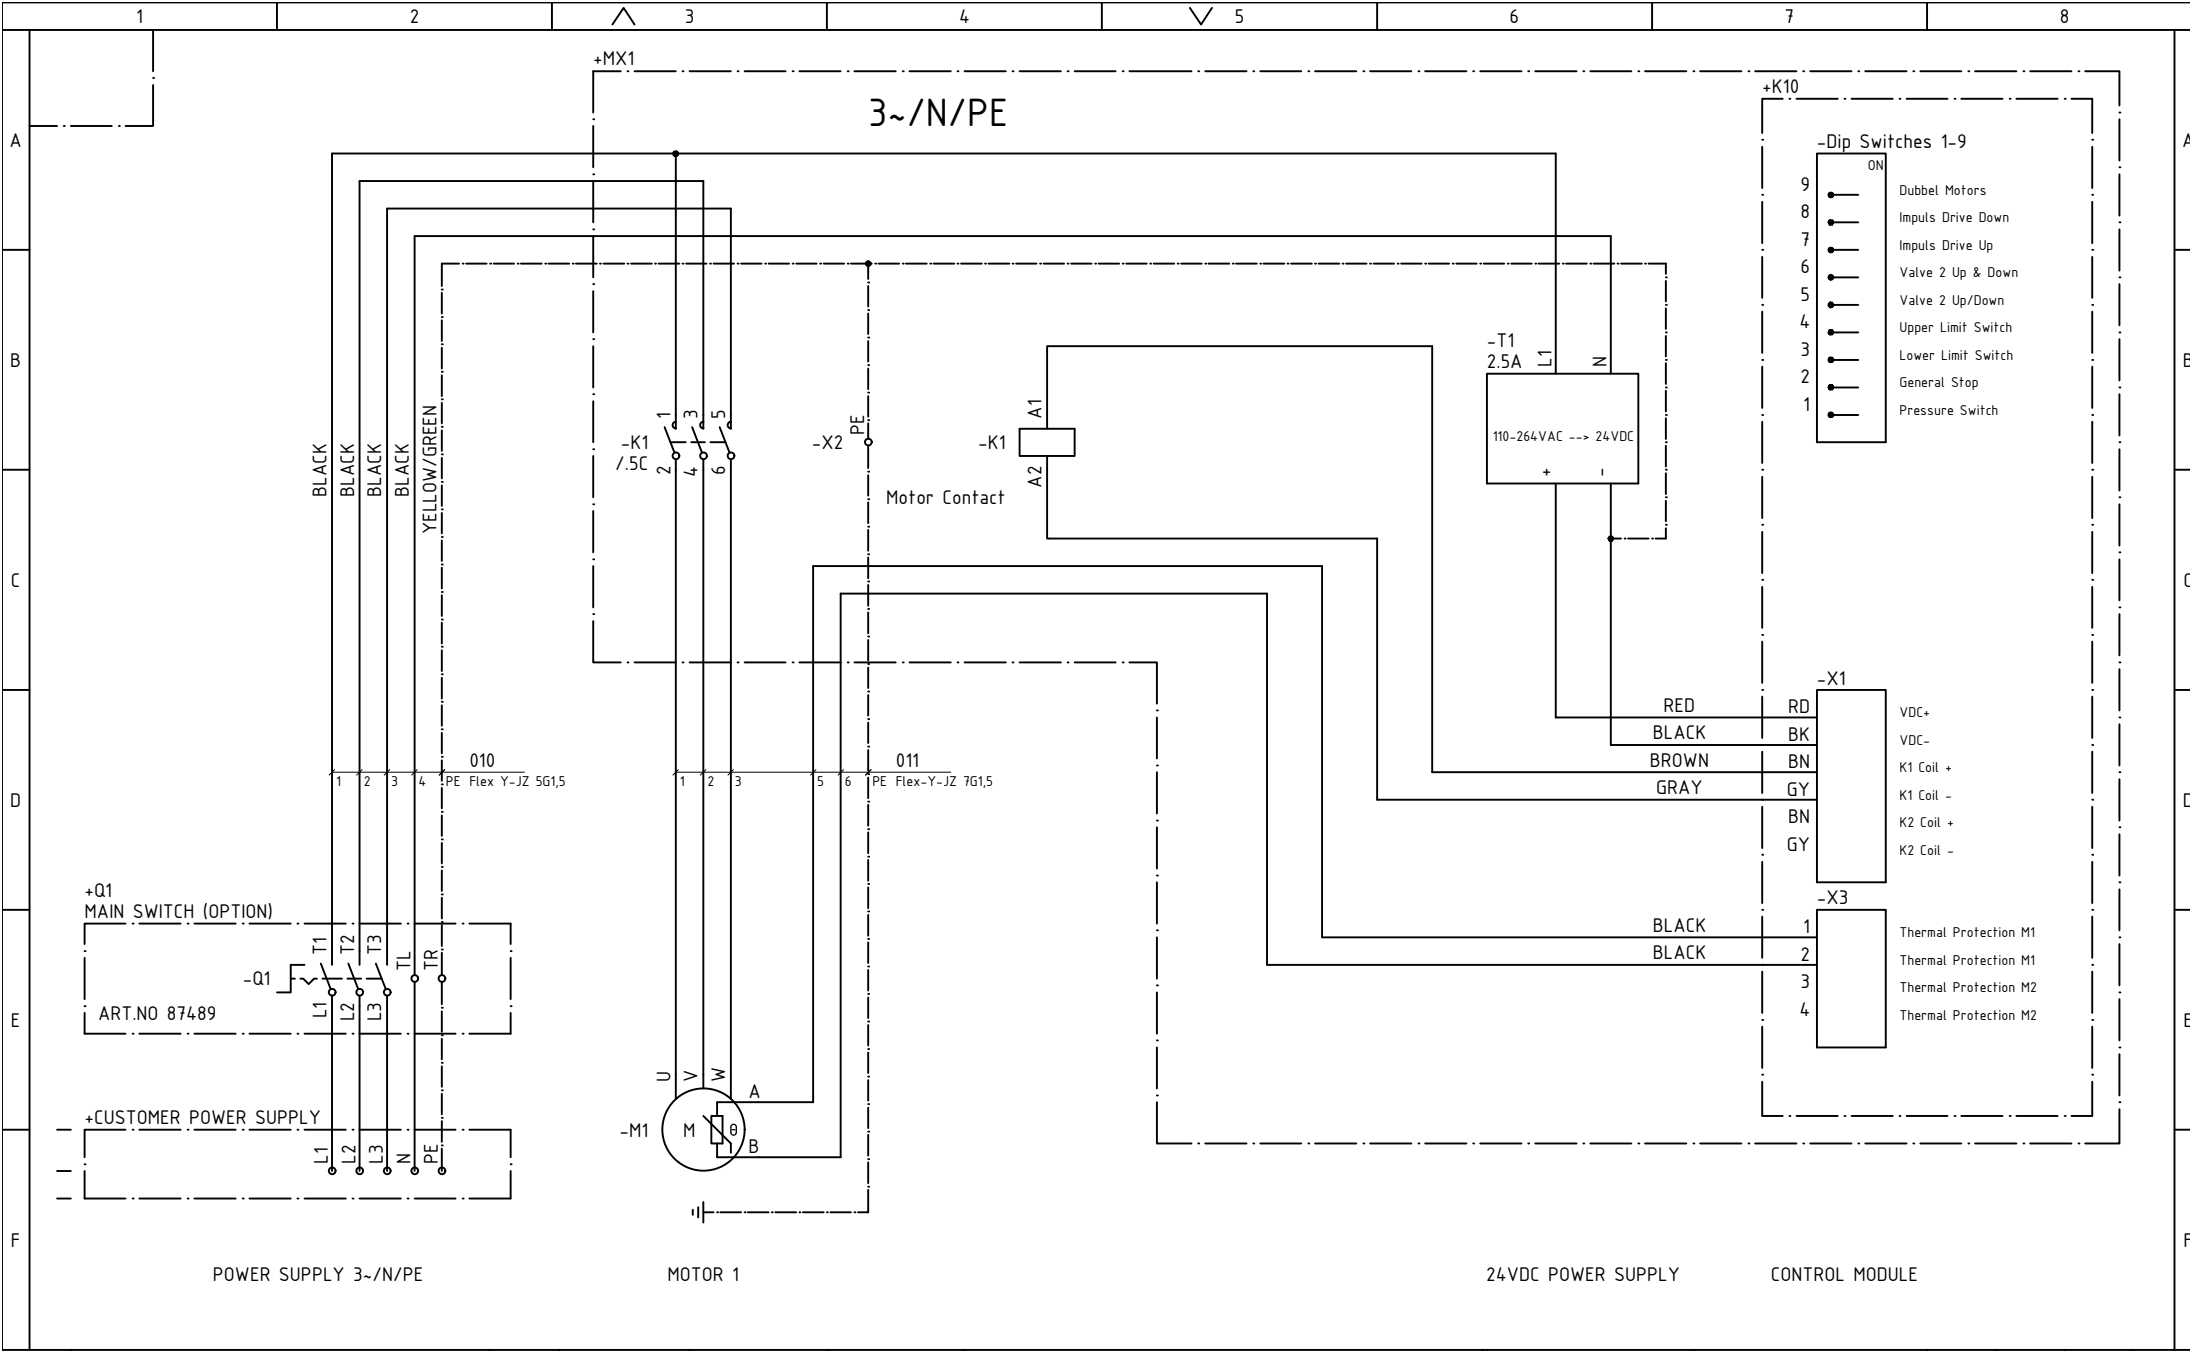 1 2 3 4 5 6 7 8
+MX1
3~/N/PE
+K10
A
-Dip Switches 1-9
ON
9 Dubbel Motors
8 Impuls Drive Down
7 Impuls Drive Up
6 Valve 2 Up & Down
5 Valve 2 Up/Down
4 Upper Limit Switch
3 Lower Limit Switch
2 General Stop
1 Pressure Switch
B
B
-T1
2.5A
L1 N
110-264VAC --> 24VDC
+ -
BLACK
BLACK
BLACK
BLACK
YELLOW/GREEN
-K1
/.5C
1 3 5
2 4 6
-X2
PE
-K1
A1
A2
Motor Contact
C
-X1
RED RD VDC+
BLACK BK VDC-
BROWN BN K1 Coil +
GRAY GY K1 Coil -
BN K2 Coil +
GY K2 Coil -
010
1 2 3 4 PE Flex Y-JZ 5G1,5
011
1 2 3 5 6 PE Flex-Y-JZ 7G1,5
D
+Q1
MAIN SWITCH (OPTION)
T1 T2 T3 TL TR
-Q1
L1 L2 L3
ART.NO 87489
-X3
BLACK 1 Thermal Protection M1
BLACK 2 Thermal Protection M1
3 Thermal Protection M2
4 Thermal Protection M2
E
E
U V W
A
-M1
M
θ
B
+CUSTOMER POWER SUPPLY
L1 L2 L3 N PE
F
POWER SUPPLY 3~/N/PE
MOTOR 1
24VDC POWER SUPPLY
CONTROL MODULE